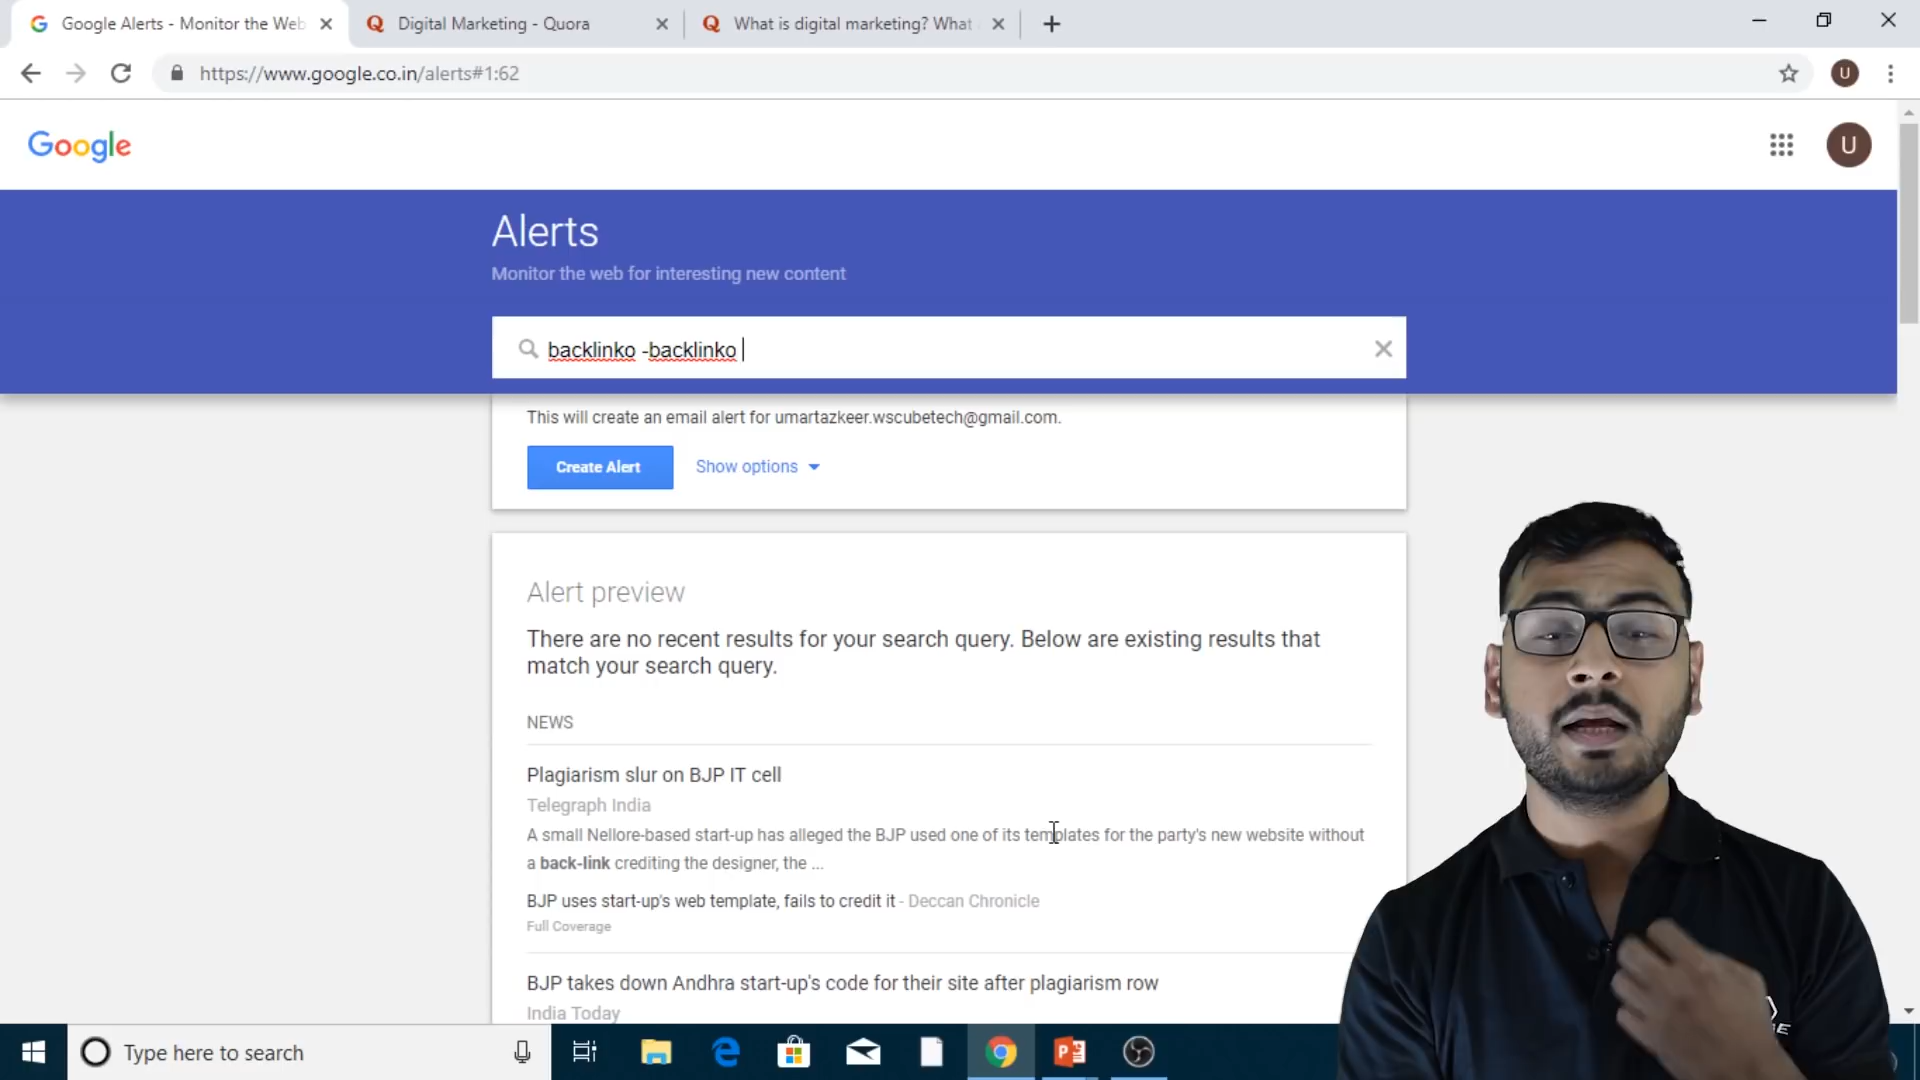 Google Alerts - Monitor the Web
Digital Marketing - Quora
What is digital marketing? What
https://www.google.co.in/alerts#1:62
U
Google
U
Alerts
Monitor the web for interesting new content
backlinko -backlinko
This will create an email alert for umartazkeer.wscubetech@gmail.com.
Create Alert
Show options
Alert preview
There are no recent results for your search query. Below are existing results that
match your search query.
NEWS
Plagiarism slur on BJP IT cell
Telegraph India
A small Nellore-based start-up has alleged the BJP used one of its templates for the party's new website without
a back-link crediting the designer, the ...
BJP uses start-up's web template, fails to credit it - Deccan Chronicle
Full Coverage
BJP takes down Andhra start-up's code for their site after plagiarism row
India Today
Type here to search